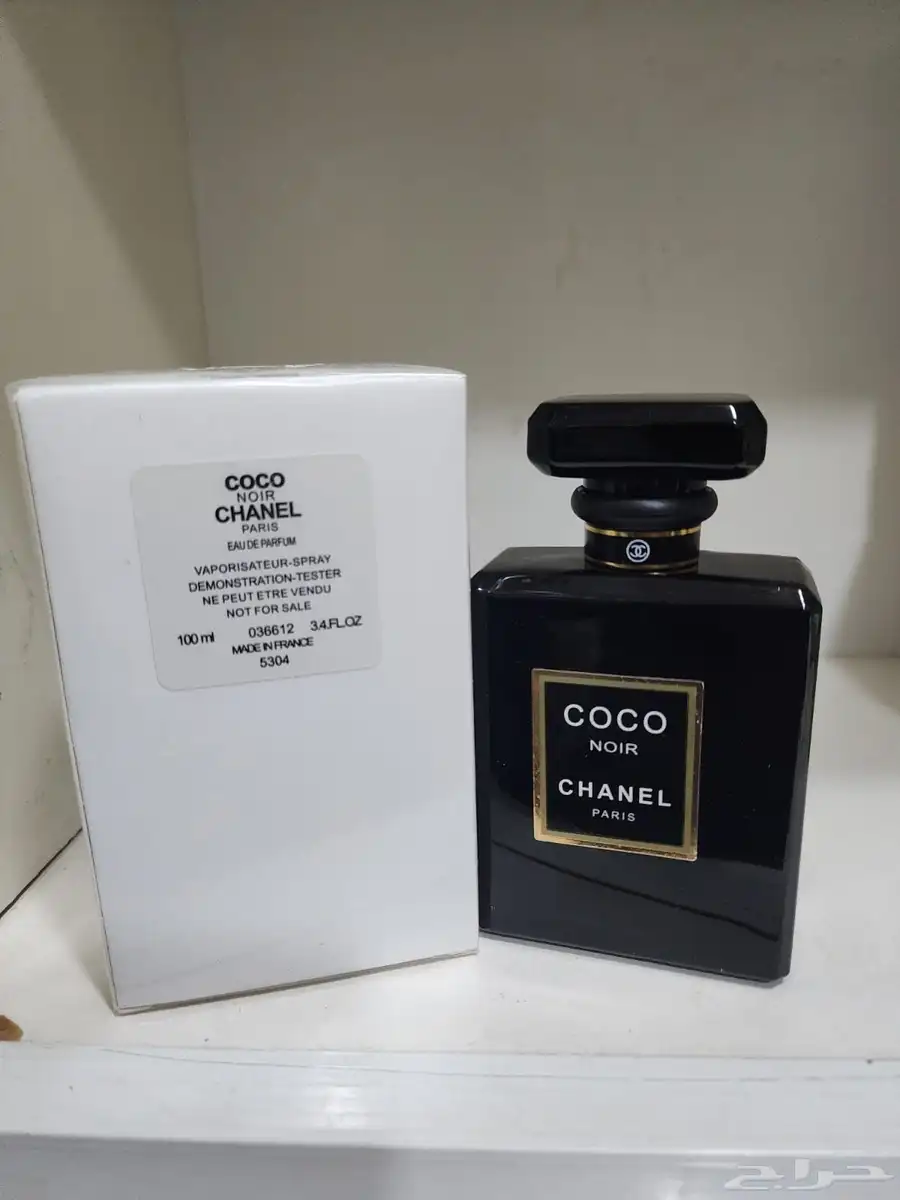 COCO
NOIR
CHANEL
PARIS
EAU DE PARFUM
VAPORISATEUR-SPRAY
DEMONSTRATION-TESTER
NE PEUT ETRE VENDU
NOT FOR SALE
100 ml 036612 3.4.FL.OZ
MADE IN FRANCE
5304
COCO
NOIR
CHANEL
PARIS
حراج